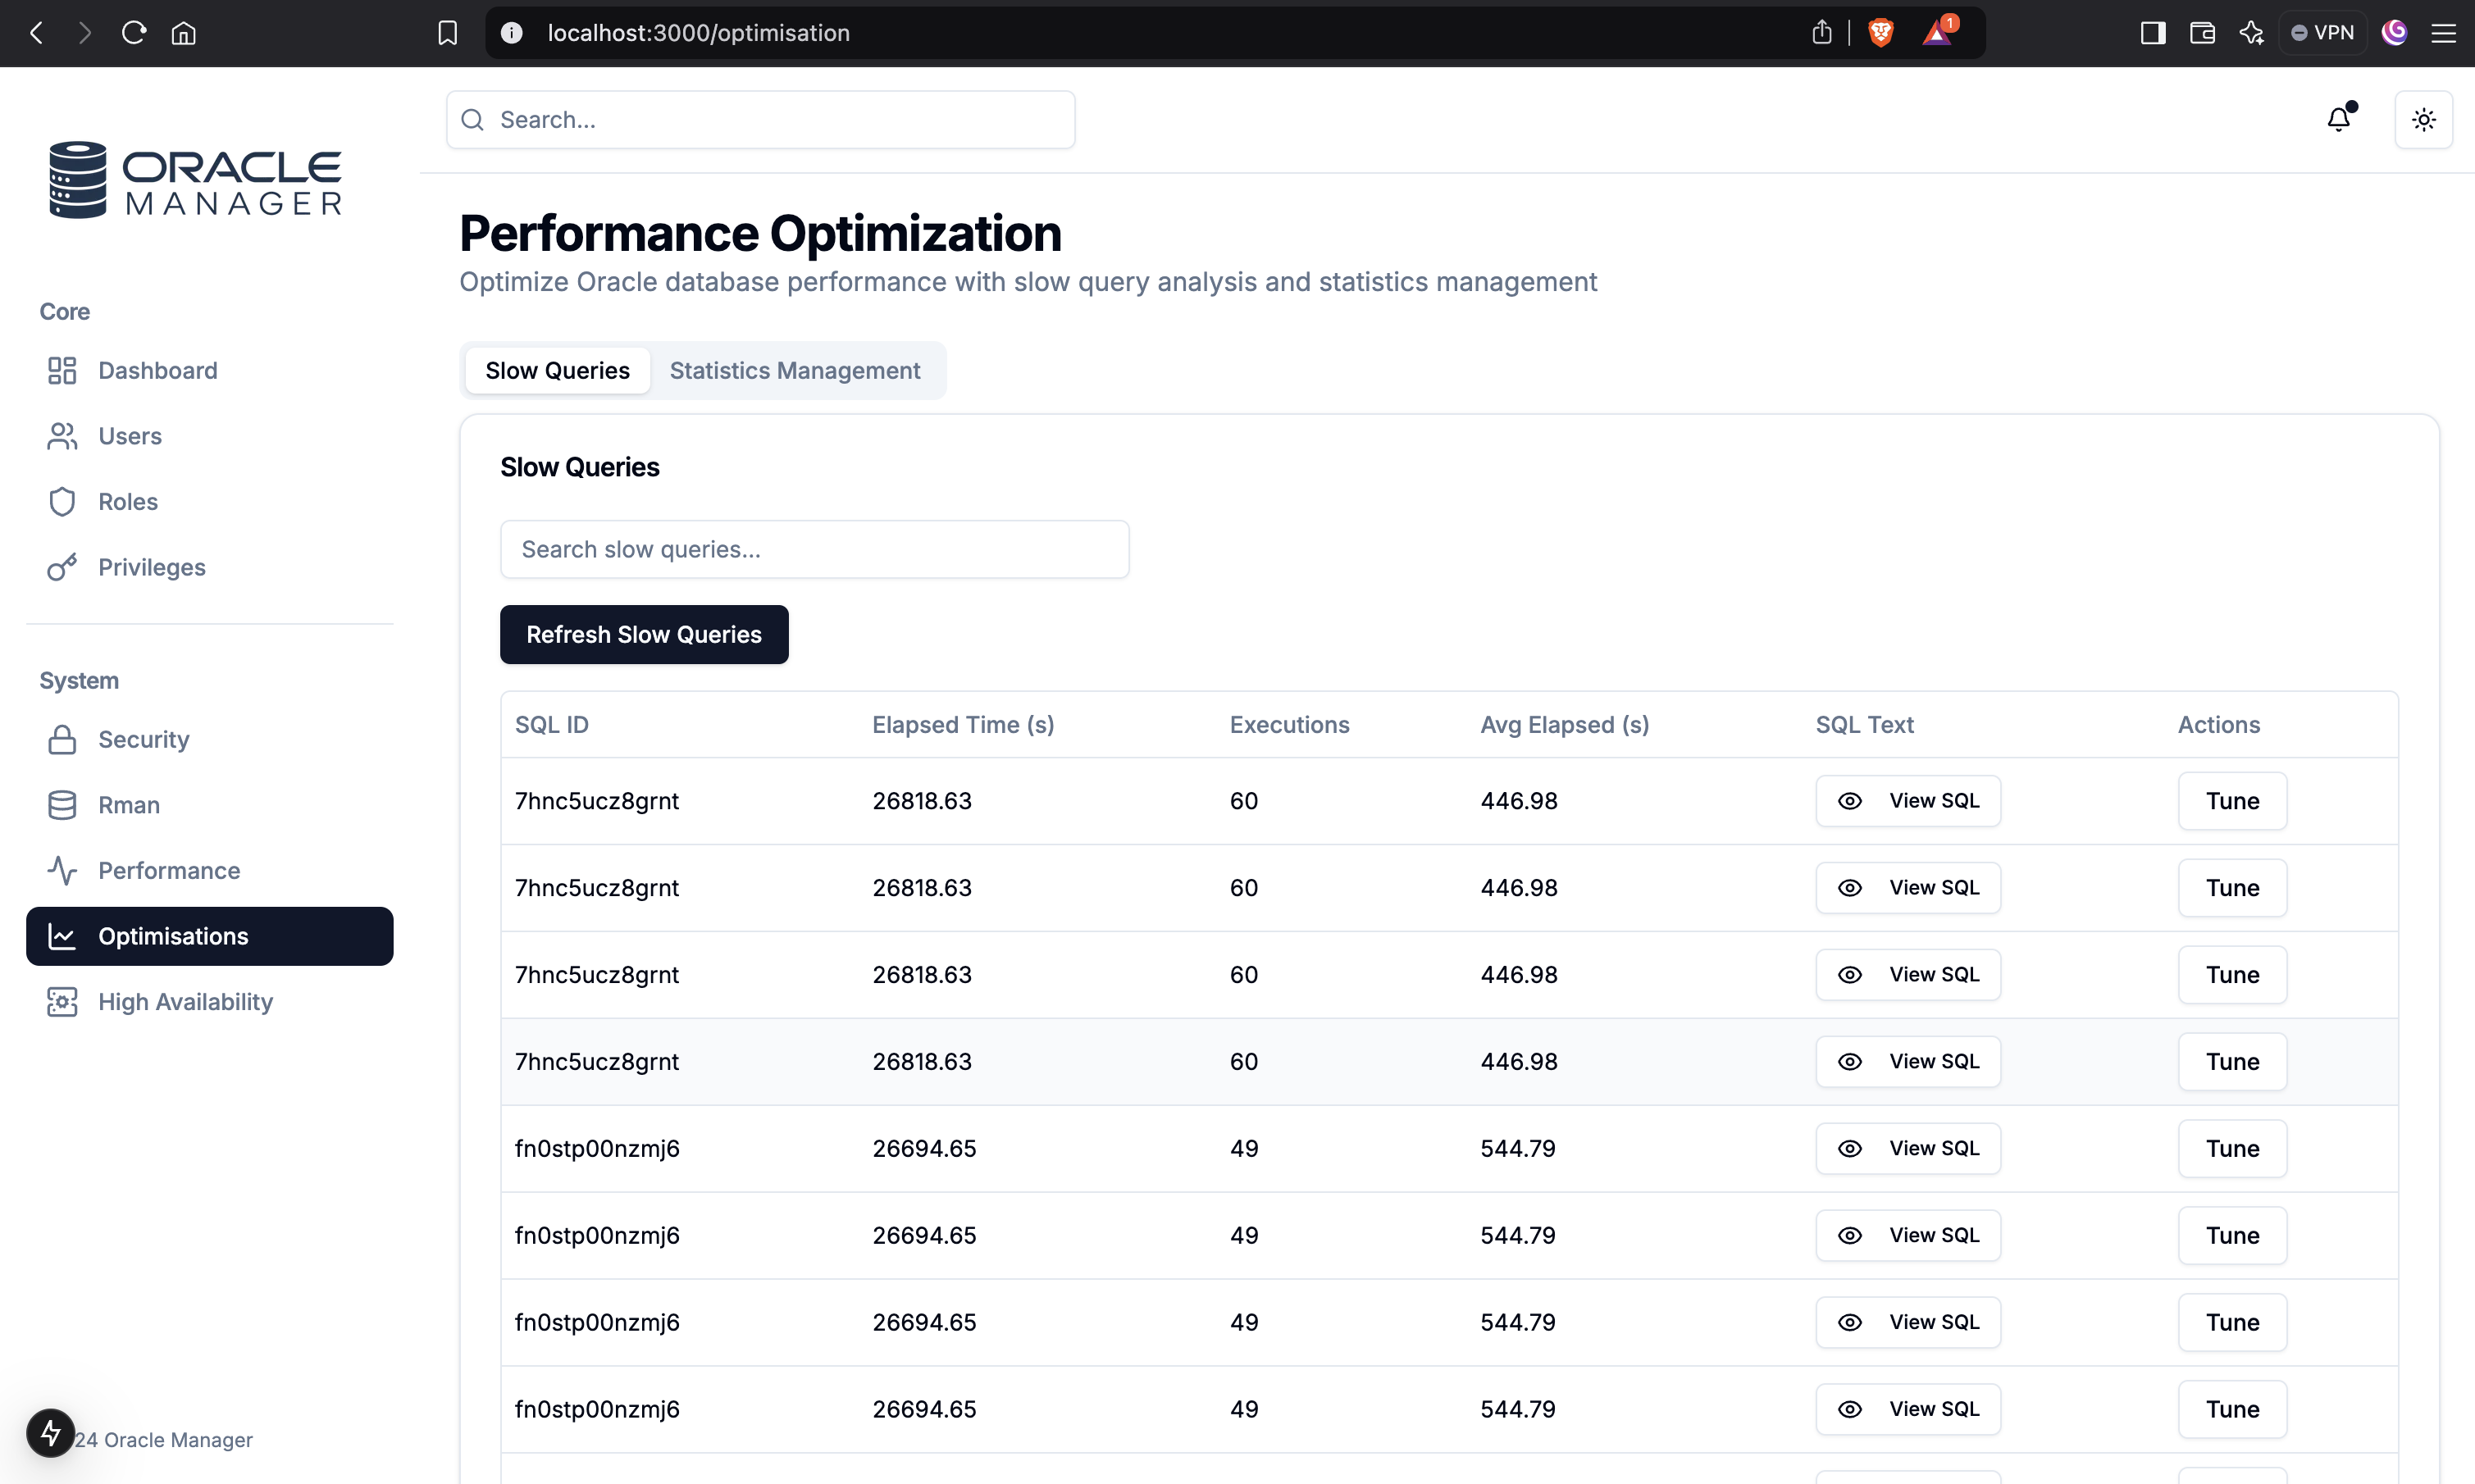 localhost:3000/optimisation
1
VPN
ORACLE
MANAGER
Search...
Performance Optimization
Optimize Oracle database performance with slow query analysis and statistics management
Core
Dashboard
Users
Roles
Privileges
System
Security
Rman
Performance
Optimisations
High Availability
24 Oracle Manager
Slow Queries Statistics Management
Slow Queries
Search slow queries...
Refresh Slow Queries
SQL ID Elapsed Time (s) Executions Avg Elapsed (s) SQL Text Actions
7hnc5ucz8grnt 26818.63 60 446.98 View SQL Tune
7hnc5ucz8grnt 26818.63 60 446.98 View SQL Tune
7hnc5ucz8grnt 26818.63 60 446.98 View SQL Tune
7hnc5ucz8grnt 26818.63 60 446.98 View SQL Tune
fn0stp00nzmj6 26694.65 49 544.79 View SQL Tune
fn0stp00nzmj6 26694.65 49 544.79 View SQL Tune
fn0stp00nzmj6 26694.65 49 544.79 View SQL Tune
fn0stp00nzmj6 26694.65 49 544.79 View SQL Tune